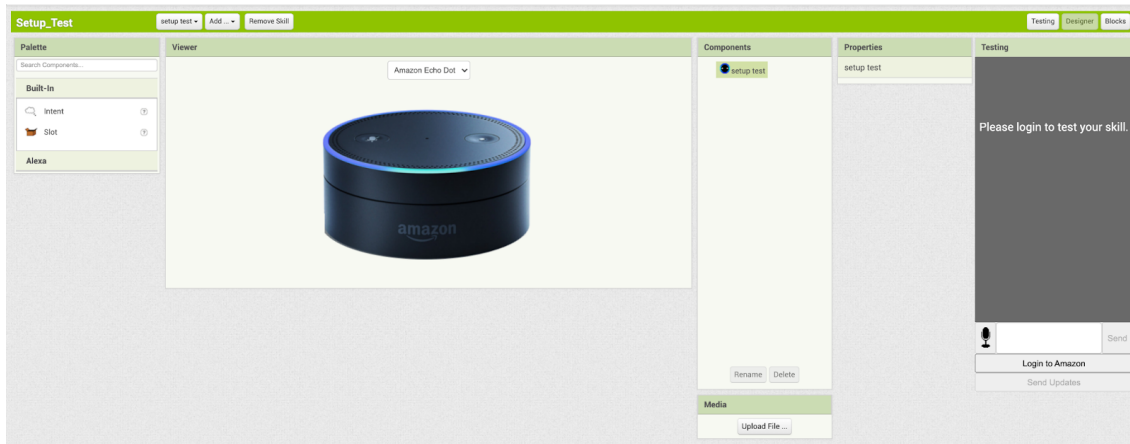 Setup_Test
setup test
Add ...
Remove Skill
Testing
Designer
Blocks
Palette
Search Components...
Built-In
Intent
?
Slot
?
Alexa
Viewer
Amazon Echo Dot
amazon
Components
setup test
Rename
Delete
Media
Upload File ...
Properties
setup test
Testing
Please login to test your skill.
Send
Login to Amazon
Send Updates